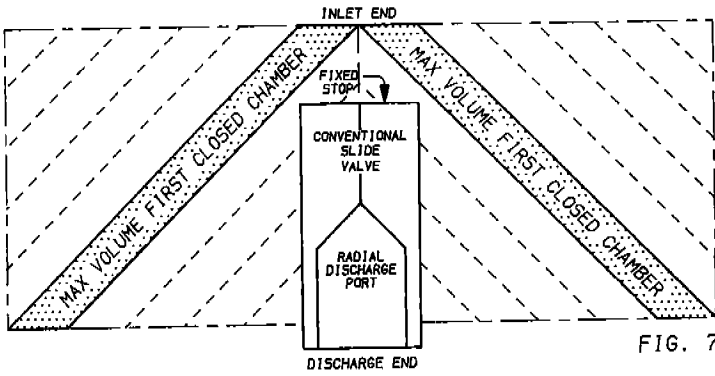 INLET END
MAX VOLUME FIRST CLOSED CHAMBER
MAX VOLUME FIRST CLOSED CHAMBER
FIXED
STOP
CONVENTIONAL
SLIDE
VALVE
RADIAL
DISCHARGE
PORT
DISCHARGE END
FIG. 7